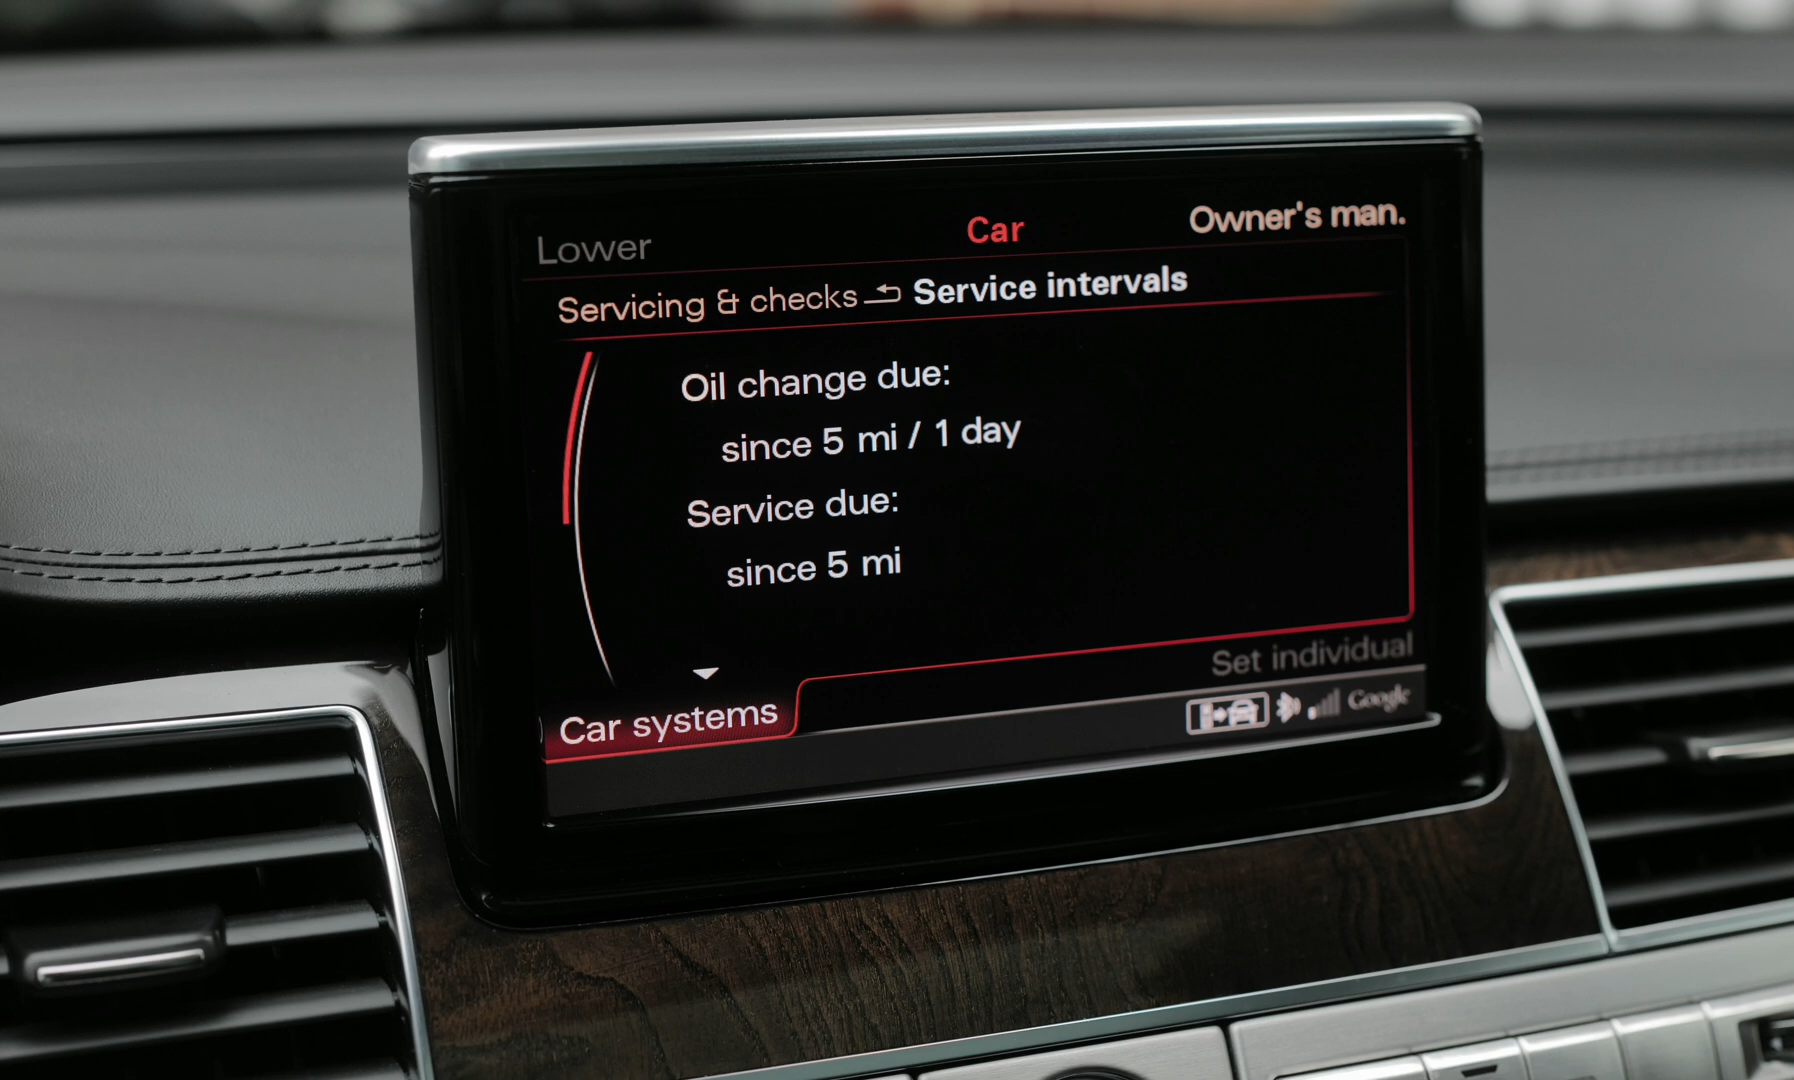 Lower Car Owner's man.
Servicing & checks Service intervals
Oil change due:
since 5 mi / 1 day
Service due:
since 5 mi
Set individual
Car systems
Google